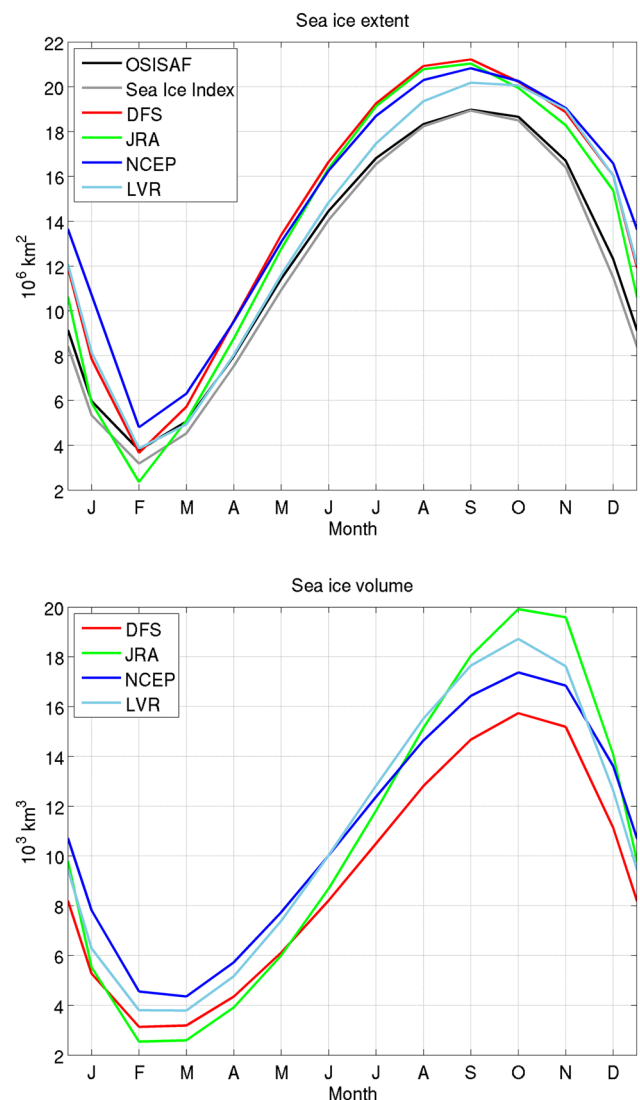 Sea ice extent
22
20
18
16
14
12
10
8
6
4
2
10⁶ km²
OSISAF
Sea Ice Index
DFS
JRA
NCEP
LVR
J F M A M J J A S O N D
Month
Sea ice volume
20
18
16
14
12
10
8
6
4
2
10³ km³
DFS
JRA
NCEP
LVR
J F M A M J J A S O N D
Month